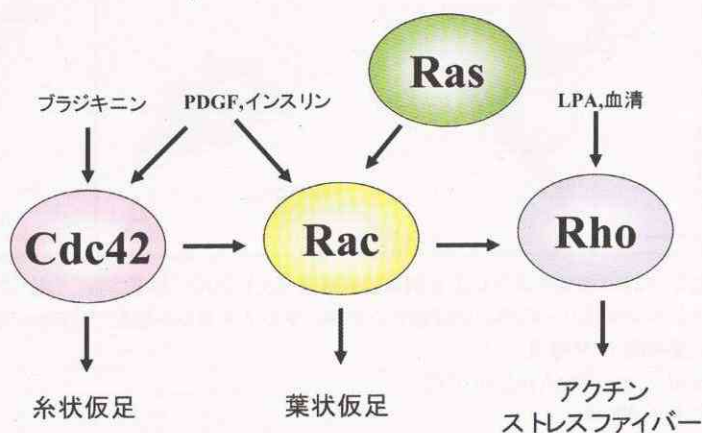 Ras
ブラジキニン
PDGF,インスリン
LPA,血清
Cdc42
Rac
Rho
糸状仮足
葉状仮足
アクチン
ストレスファイバー